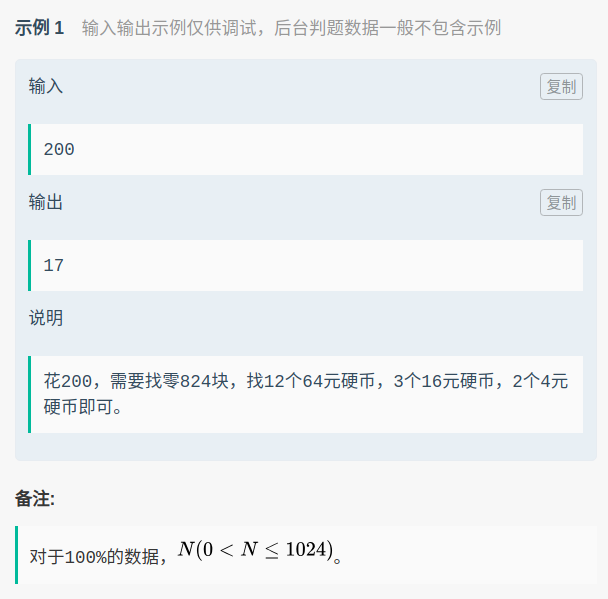 示例 1 输入输出示例仅供调试，后台判题数据一般不包含示例
输入 复制
200
输出 复制
17
说明
花200，需要找零824块，找12个64元硬币，3个16元硬币，2个4元
硬币即可。
备注:
对于100%的数据，N(0 < N ≤ 1024)。